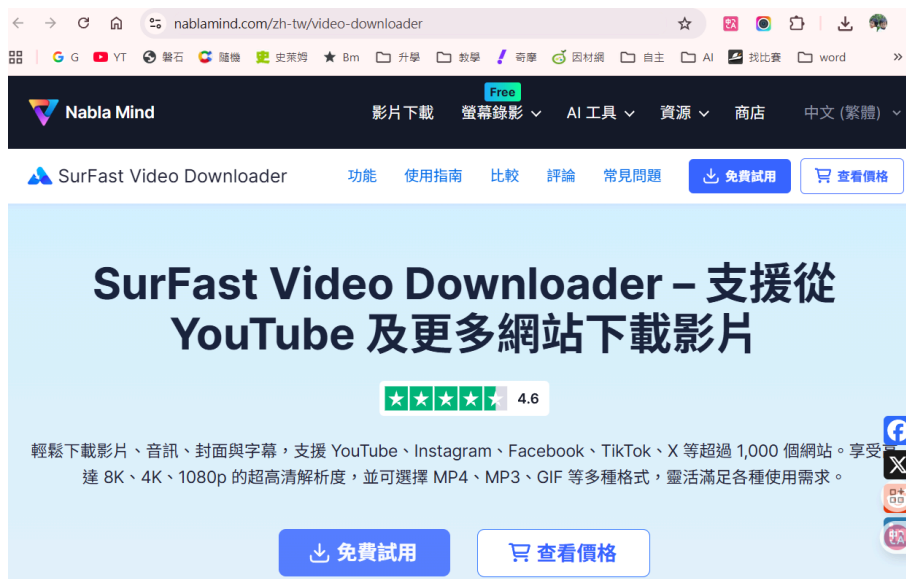 nablamind.com/zh-tw/video-downloader
G YT 磐石 隨機 史萊姆 Bm 升學 教學 奇摩 因材網 自主 AI 找比賽 word »
Free
Nabla Mind 影片下載 螢幕錄影 AI 工具 資源 商店 中文 (繁體)
SurFast Video Downloader 功能 使用指南 比較 評論 常見問題 免費試用 查看價格
SurFast Video Downloader – 支援從
YouTube 及更多網站下載影片
4.6
輕鬆下載影片、音訊、封面與字幕，支援 YouTube、Instagram、Facebook、TikTok、X 等超過 1,000 個網站。享受高
達 8K、4K、1080p 的超高清解析度，並可選擇 MP4、MP3、GIF 等多種格式，靈活滿足各種使用需求。
免費試用 查看價格